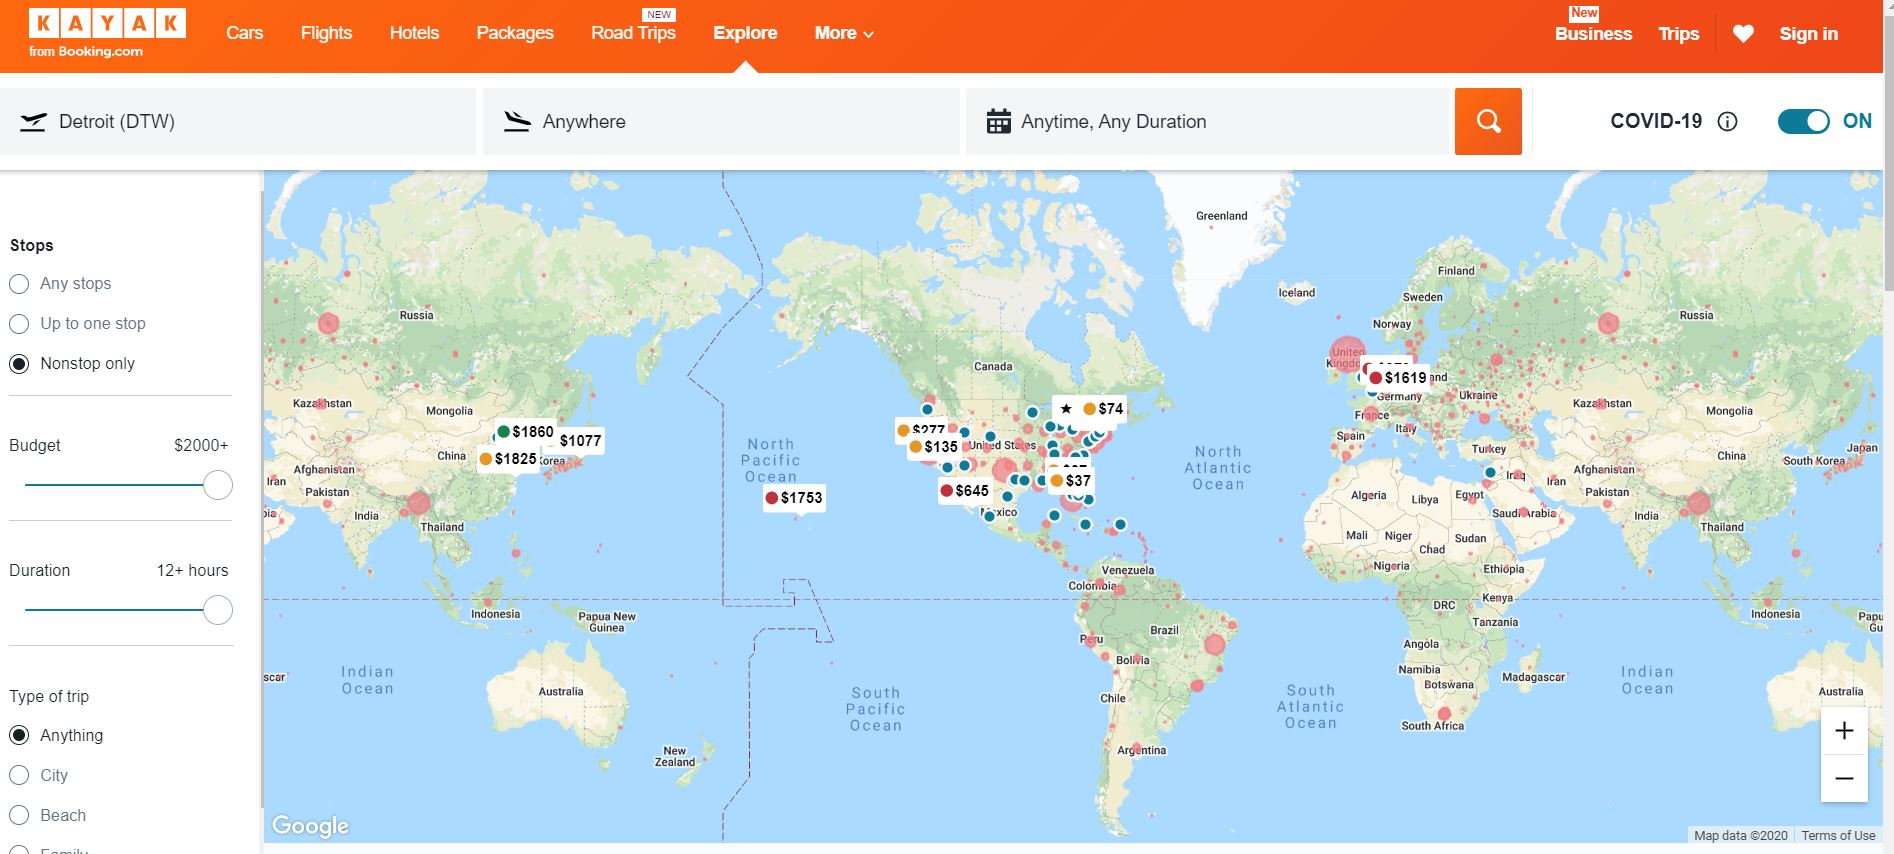 KAYAK
from Booking.com
Cars
Flights
Hotels
Packages
NEW
Road Trips
Explore
More
New
Business
Trips
Sign in
Detroit (DTW)
Anywhere
Anytime, Any Duration
COVID-19
ON
Stops
Any stops
Up to one stop
Nonstop only
Budget $2000+
Duration 12+ hours
Type of trip
Anything
City
Beach
Family
Greenland
Iceland
Finland
Sweden
Norway
Russia
Russia
Canada
United Kingdom
$1619
Germany
Ukraine
France
Italy
Spain
Turkey
Kazakhstan
Mongolia
China
Afghanistan
Pakistan
Iran
India
Thailand
$1860
$1077
$1825
Korea
North
Pacific
Ocean
$1753
$277
$135
United States
$74
$37
$645
Mexico
North
Atlantic
Ocean
Algeria
Libya
Egypt
Iraq
Iran
Saudi Arabia
Mali
Niger
Chad
Sudan
Nigeria
Ethiopia
Kenya
DRC
Tanzania
Angola
Namibia
Botswana
Madagascar
South Africa
Kazakhstan
Mongolia
China
Japan
South Korea
Afghanistan
Pakistan
India
Thailand
Indonesia
Papua New
Guinea
Indonesia
Papu
Gu
Venezuela
Colombia
Brazil
Peru
Bolivia
Chile
Argentina
scar
Indian
Ocean
Australia
New
Zealand
South
Pacific
Ocean
South
Atlantic
Ocean
Indian
Ocean
Australia
Google
Map data ©2020
Terms of Use